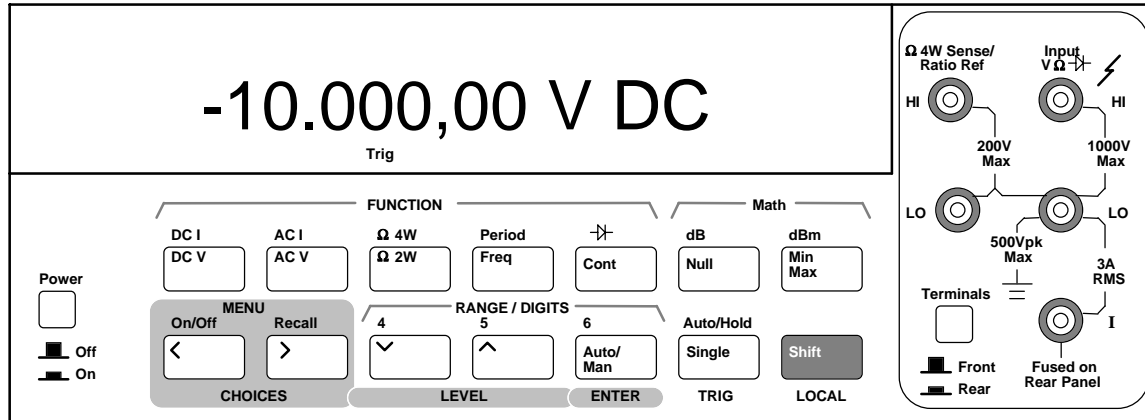 -10.000,00 V DC
Trig
FUNCTION
Math
DC I AC I Ω 4W Period dB dBm
DC V AC V Ω 2W Freq Cont Null Min Max
Power
Off
On
MENU
RANGE / DIGITS
On/Off Recall 4 5 6 Auto/Hold
< > Auto/ Man Single Shift
CHOICES LEVEL ENTER TRIG LOCAL
Ω 4W Sense/
Ratio Ref
Input
V Ω
HI HI
200V
Max
1000V
Max
LO LO
500Vpk
Max
3A
RMS
Terminals
I
Front
Rear
Fused on
Rear Panel